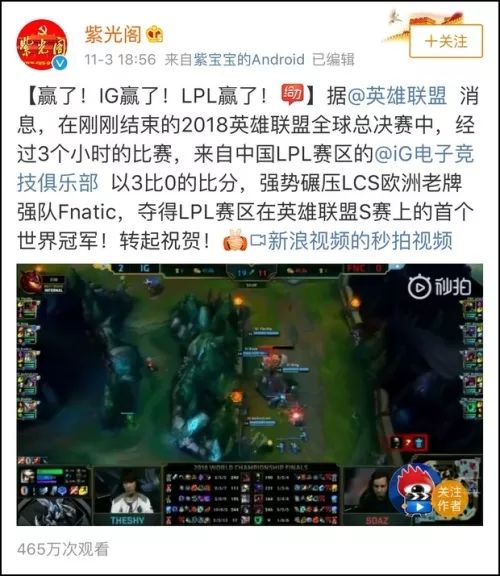 紫光阁
紫光阁
11-3 18:56 来自紫宝宝的Android 已编辑
+关注
【赢了!IG赢了!LPL赢了!给力】据@英雄联盟 消
息，在刚刚结束的2018英雄联盟全球总决赛中，经
过3个小时的比赛，来自中国LPL赛区的@iG电子竞
技俱乐部 以3比0的比分，强势碾压LCS欧洲老牌
强队Fnatic，夺得LPL赛区在英雄联盟S赛上的首个
世界冠军！转起祝贺！新浪视频的秒拍视频
2 IG 19 11 FNC 0
秒拍
INFERNAL
2018 WORLD CHAMPIONSHIP FINALS
THESHY
SOAZ
关注
作者
465万次观看